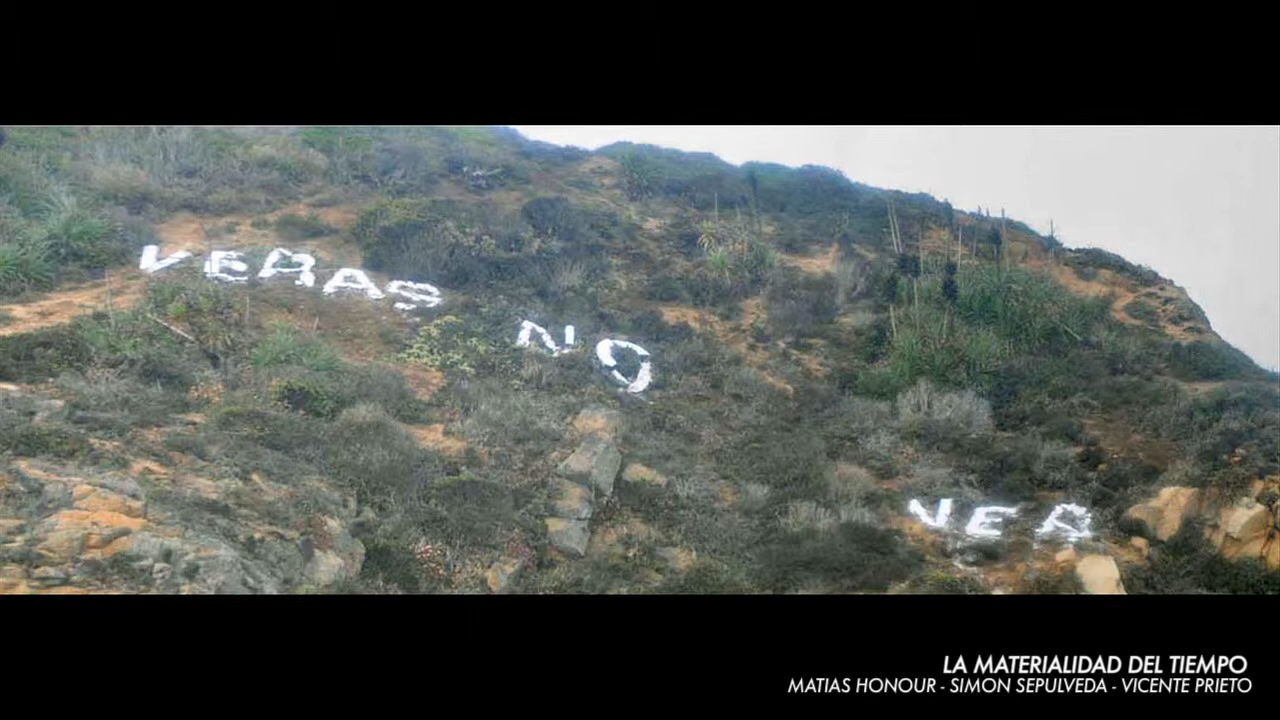 VERAS NO VER
LA MATERIALIDAD DEL TIEMPO
MATIAS HONOUR - SIMON SEPULVEDA - VICENTE PRIETO